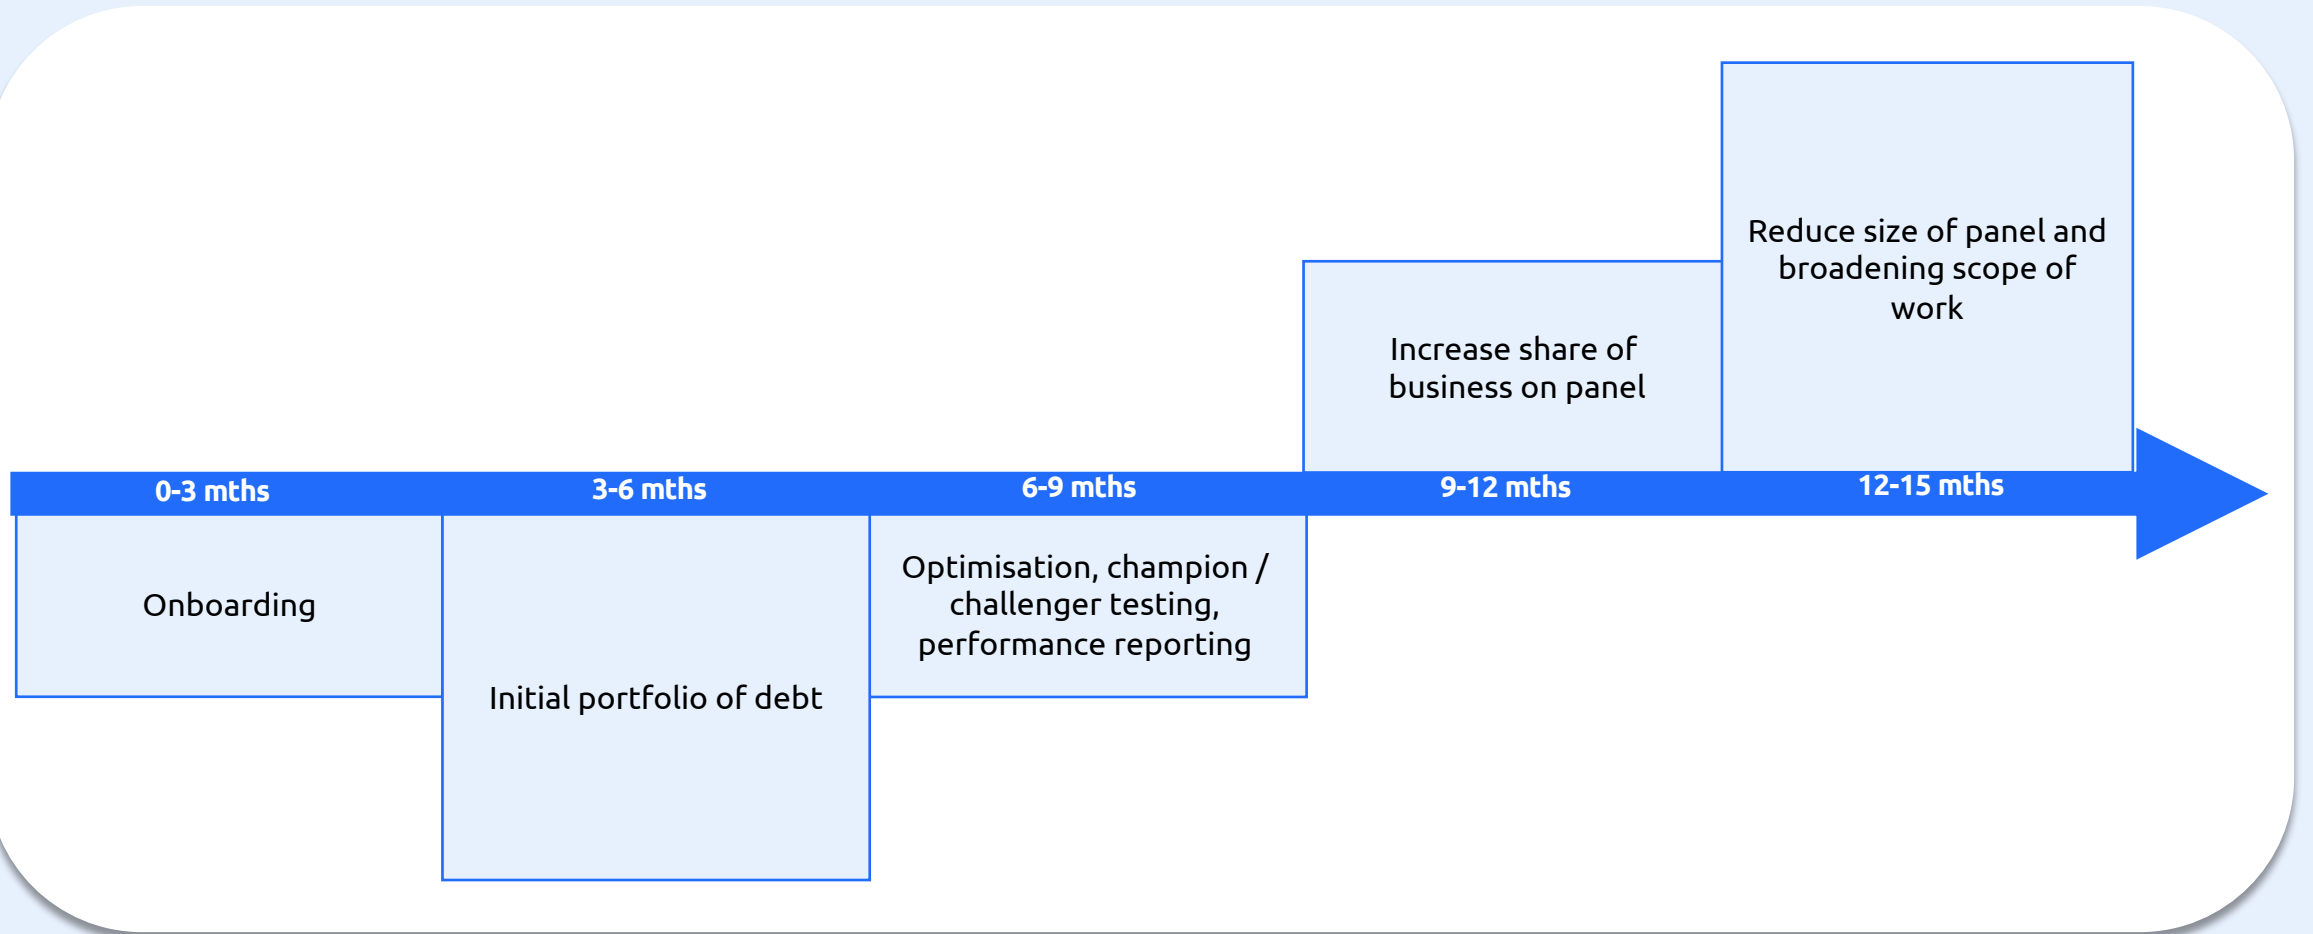 Reduce size of panel and
broadening scope of
work
Increase share of
business on panel
0-3 mths
3-6 mths
6-9 mths
9-12 mths
12-15 mths
Onboarding
Initial portfolio of debt
Optimisation, champion /
challenger testing,
performance reporting